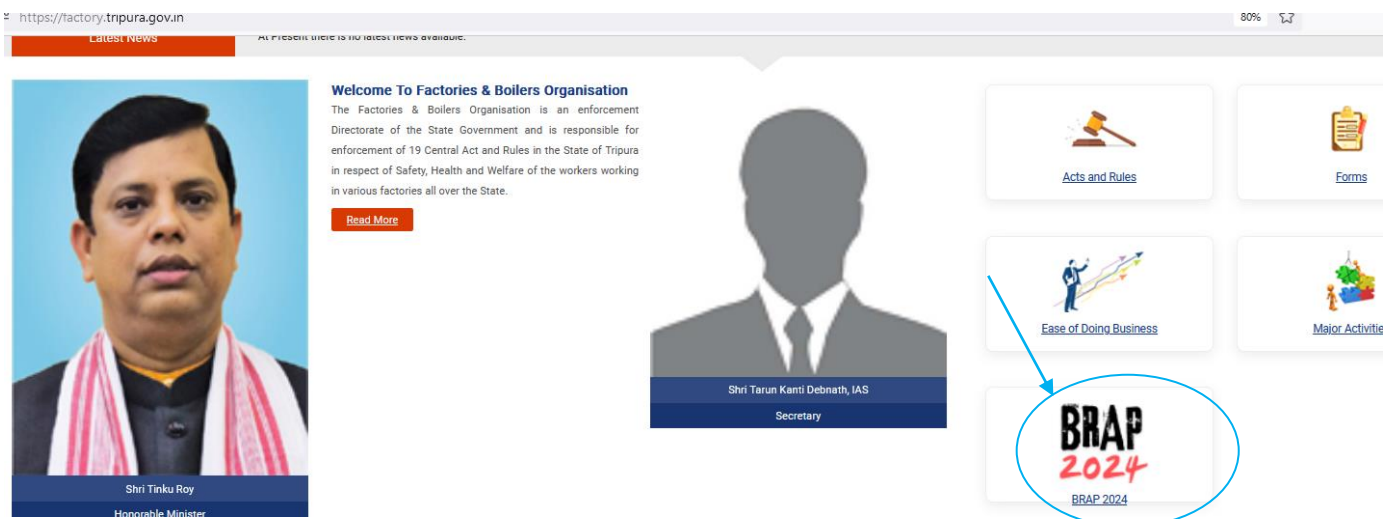 https://factory.tripura.gov.in
80%
Latest News
At Present there is no latest news available.
Welcome To Factories & Boilers Organisation
The Factories & Boilers Organisation is an enforcement
Directorate of the State Government and is responsible for
enforcement of 19 Central Act and Rules in the State of Tripura
in respect of Safety, Health and Welfare of the workers working
in various factories all over the State.
Read More
Shri Tinku Roy
Honorable Minister
Shri Tarun Kanti Debnath, IAS
Secretary
Acts and Rules
Forms
Ease of Doing Business
Major Activitie
BRAP
2024
BRAP 2024